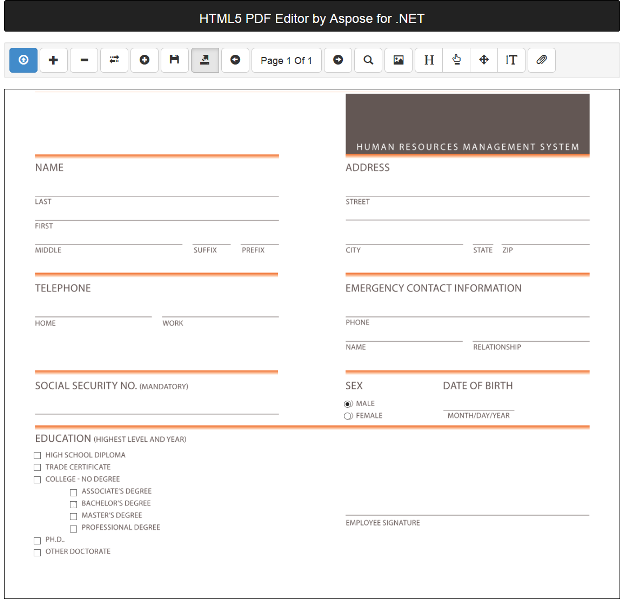 HTML5 PDF Editor by Aspose for .NET
Page 1 Of 1
H
T
HUMAN RESOURCES MANAGEMENT SYSTEM
NAME
LAST
FIRST
MIDDLE SUFFIX PREFIX
ADDRESS
STREET
CITY STATE ZIP
TELEPHONE
HOME WORK
EMERGENCY CONTACT INFORMATION
PHONE
NAME RELATIONSHIP
SOCIAL SECURITY NO. (MANDATORY)
SEX
MALE
FEMALE
DATE OF BIRTH
MONTH/DAY/YEAR
EDUCATION (HIGHEST LEVEL AND YEAR)
HIGH SCHOOL DIPLOMA
TRADE CERTIFICATE
COLLEGE - NO DEGREE
ASSOCIATE'S DEGREE
BACHELOR'S DEGREE
MASTER'S DEGREE
PROFESSIONAL DEGREE
PH.D..
OTHER DOCTORATE
EMPLOYEE SIGNATURE